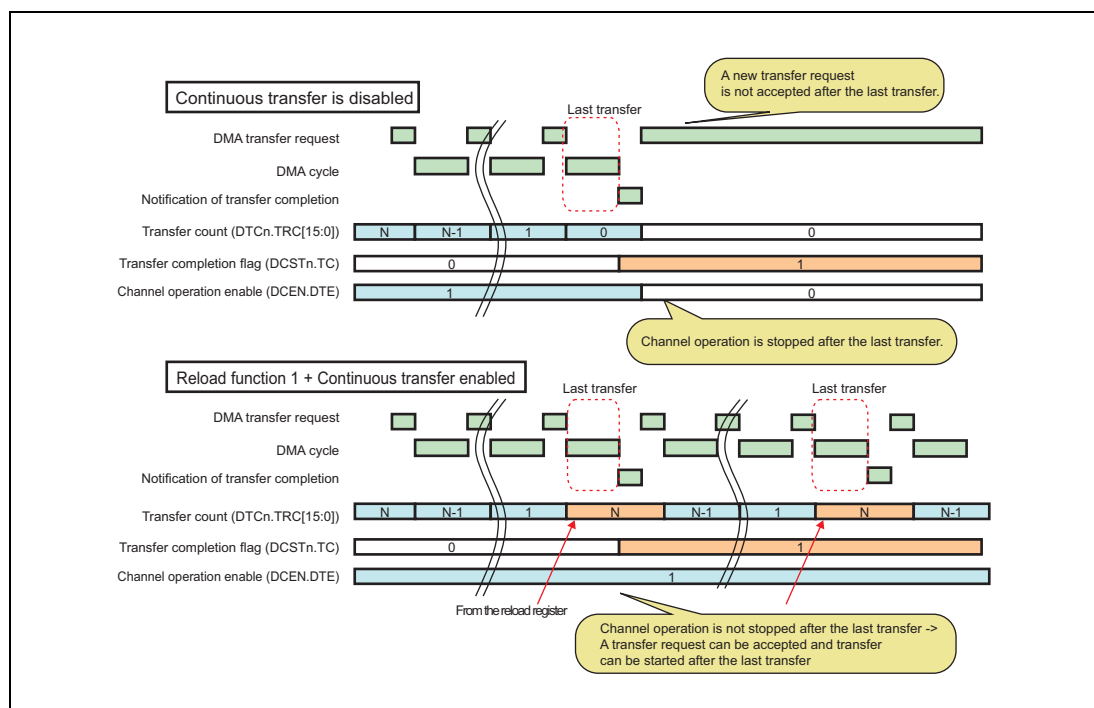 A new transfer request
is not accepted after the last transfer.
Continuous transfer is disabled
Last transfer
DMA transfer request
DMA cycle
Notification of transfer completion
Transfer count (DTCn.TRC[15:0]) N N-1 1 0 0
Transfer completion flag (DCSTn.TC) 0 1
Channel operation enable (DCEN.DTE) 1 0
Channel operation is stopped after the last transfer.
Reload function 1 + Continuous transfer enabled
Last transfer Last transfer
DMA transfer request
DMA cycle
Notification of transfer completion
Transfer count (DTCn.TRC[15:0]) N N-1 1 N N-1 1 N N-1
Transfer completion flag (DCSTn.TC) 0 1
Channel operation enable (DCEN.DTE) 1
From the reload register
Channel operation is not stopped after the last transfer ->
A transfer request can be accepted and transfer
can be started after the last transfer